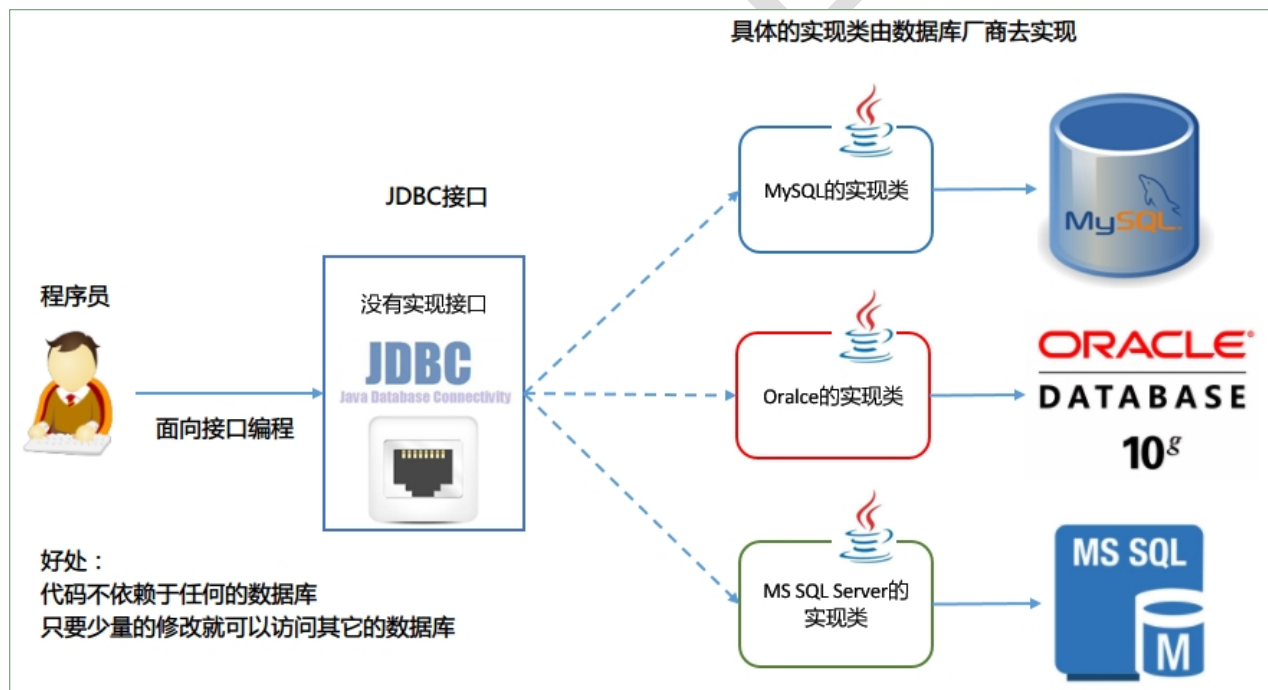 具体的实现类由数据库厂商去实现
JDBC接口
程序员
没有实现接口
JDBC
Java Database Connectivity
面向接口编程
MySQL的实现类
MySQL
Oralce的实现类
ORACLE
DATABASE
10g
MS SQL Server的
实现类
MS SQL
M
好处：
代码不依赖于任何的数据库
只要少量的修改就可以访问其它的数据库